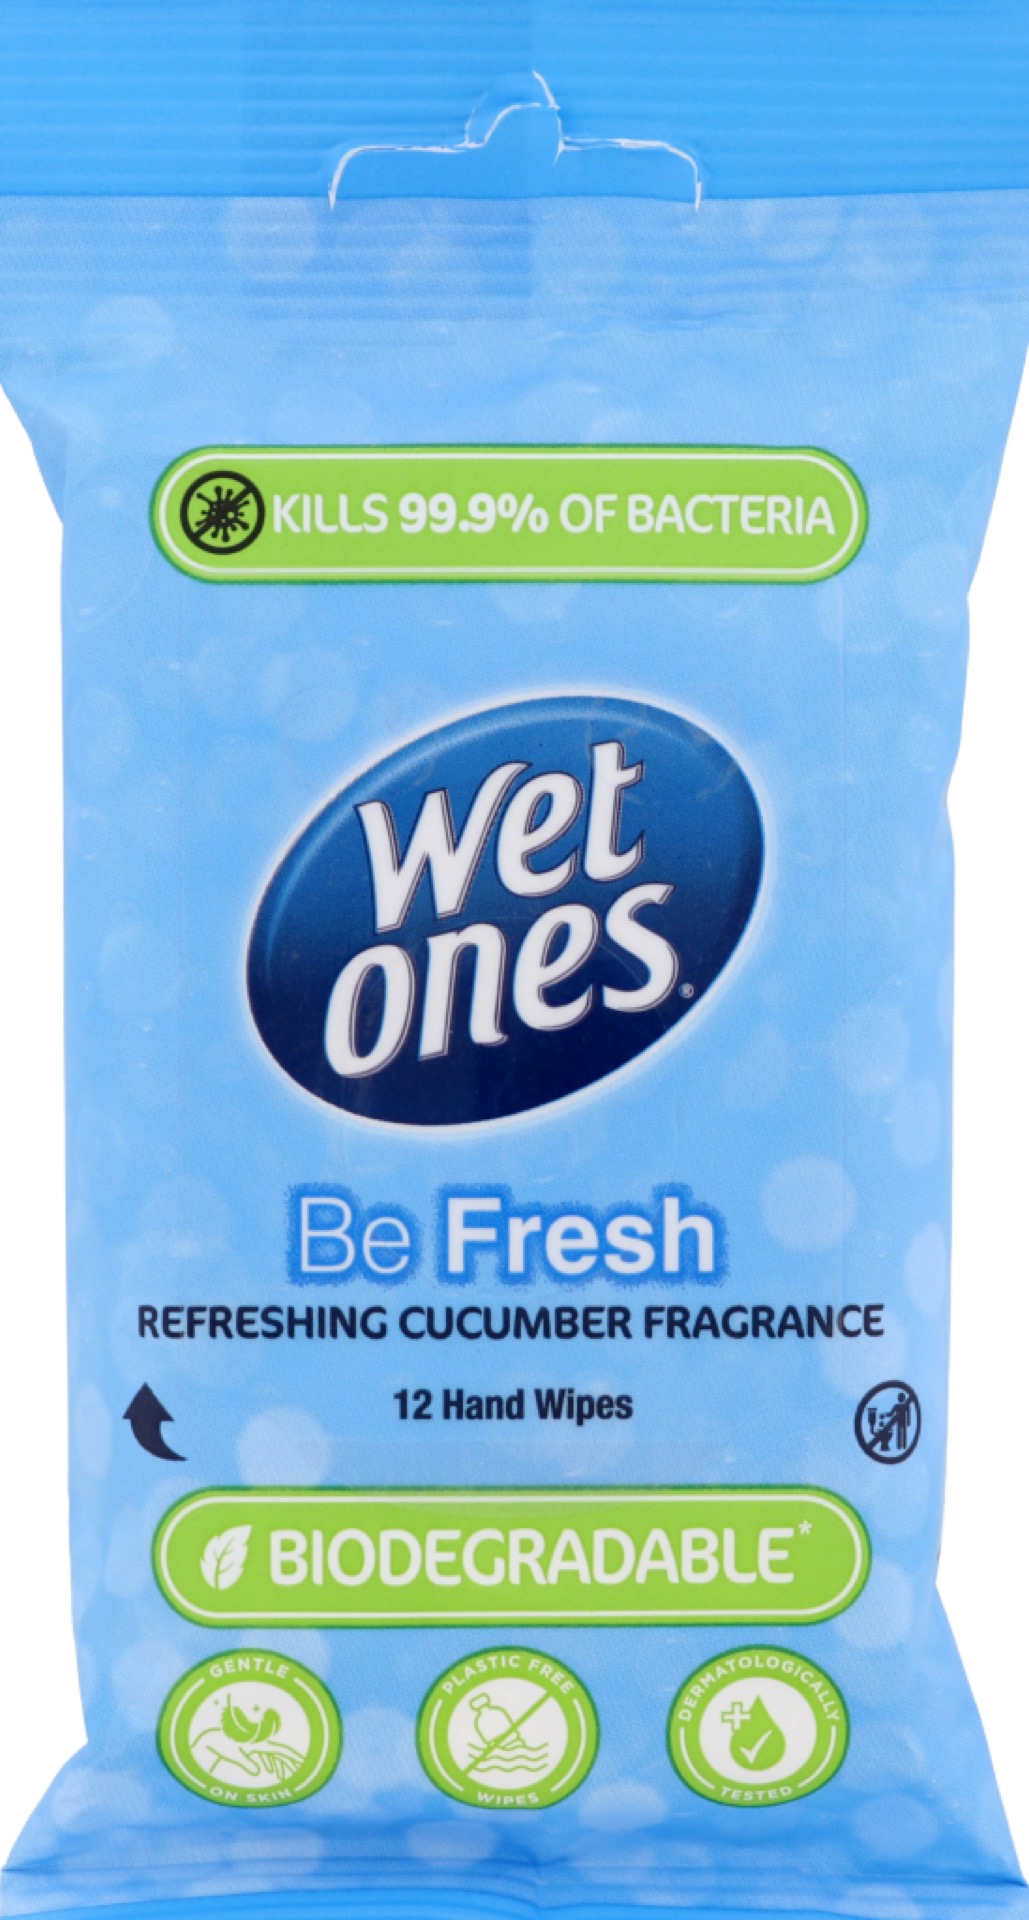 KILLS 99.9% OF BACTERIA
Wet
ones®
Be Fresh
REFRESHING CUCUMBER FRAGRANCE
12 Hand Wipes
BIODEGRADABLE*
GENTLE
ON SKIN
PLASTIC FREE
WIPES
DERMATOLOGICALLY
TESTED